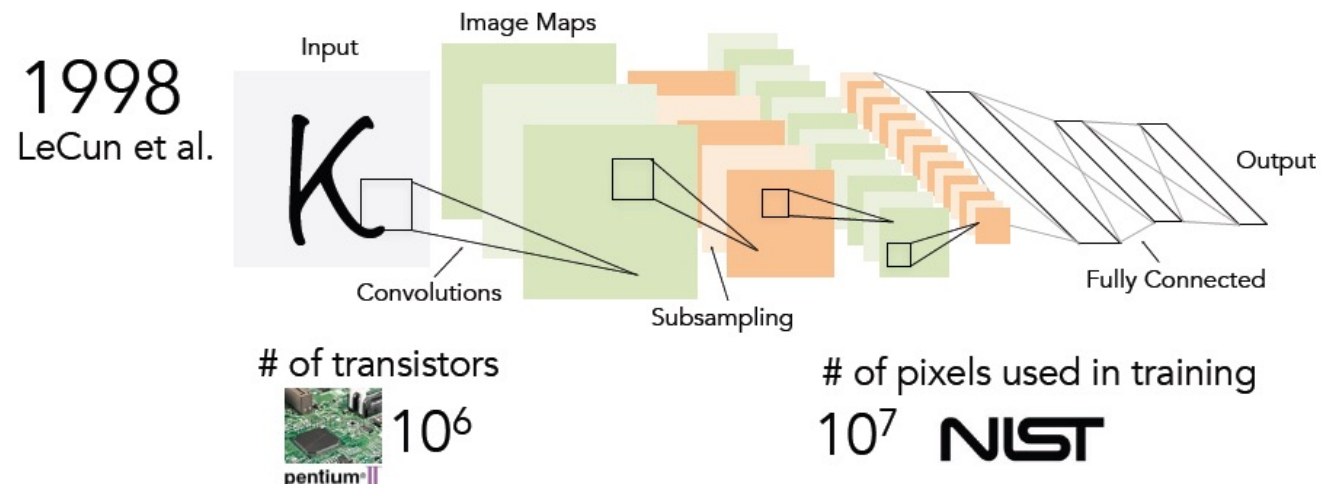 Image Maps
Input
1998
LeCun et al.
K
Output
Convolutions
Fully Connected
Subsampling
# of transistors
10⁶
pentium®II
# of pixels used in training
10⁷ NIST